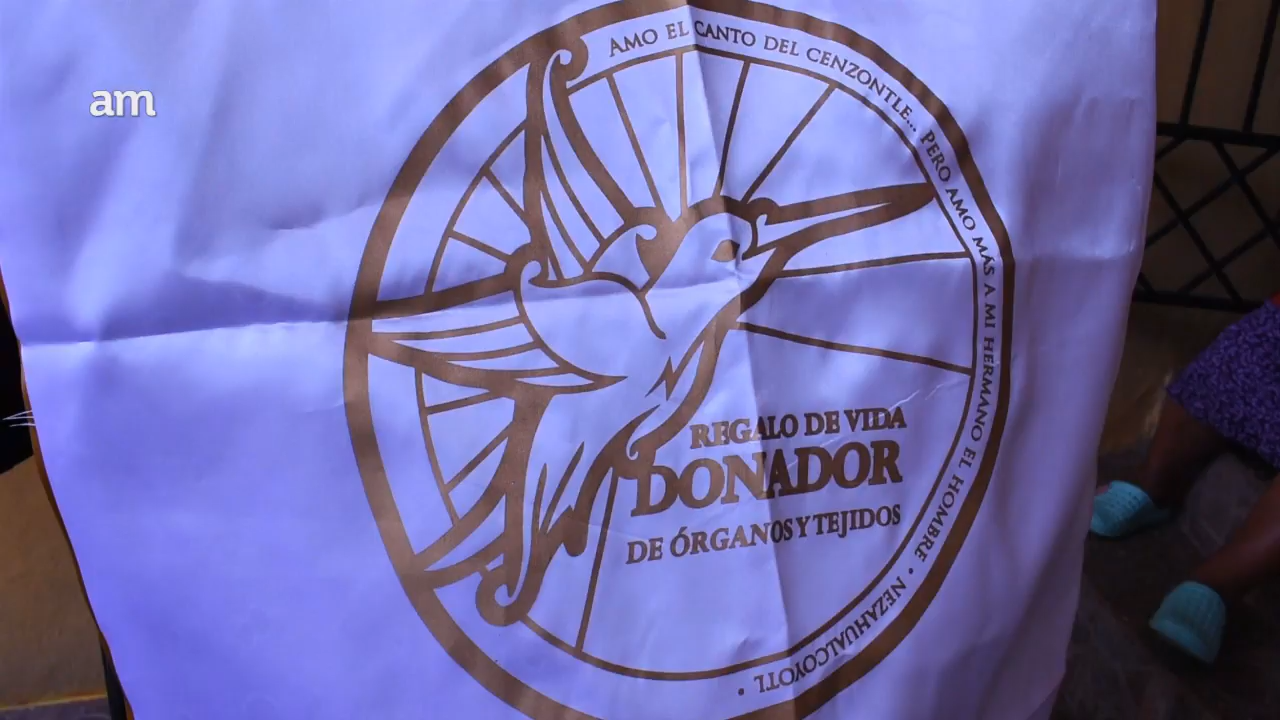 am
AMO EL CANTO DEL CENZONTLE... PERO AMO MÁS A MI HERMANO EL HOMBRE • NEZAHUALCOYOTL •
REGALO DE VIDA
DONADOR
DE ÓRGANOS Y TEJIDOS